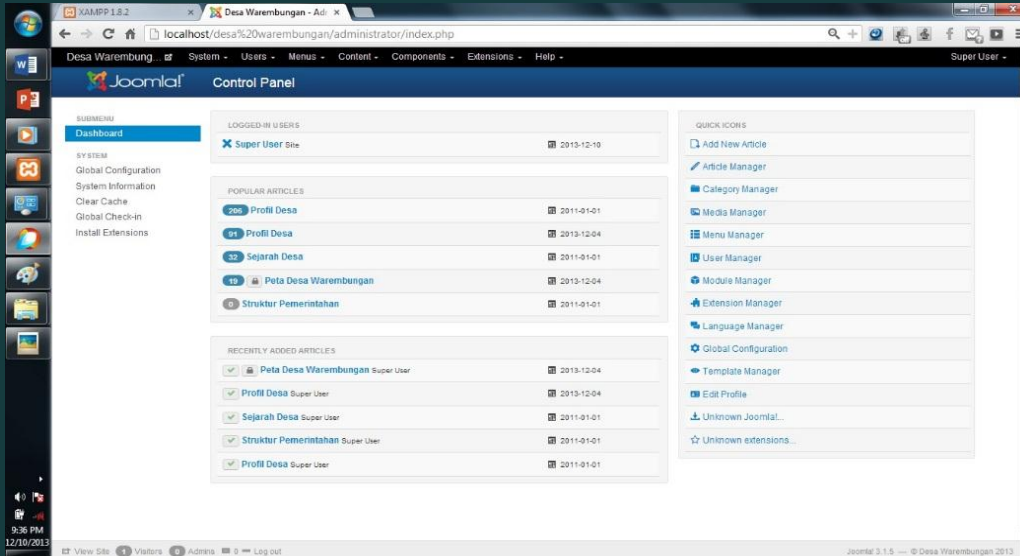 XAMPP 1.8.2
Desa Warembungan - Adr
localhost/desa%20warembungan/administrator/index.php
Desa Warembung... System Users Menus Content Components Extensions Help Super User
Joomla! Control Panel
SUBMENU
Dashboard
SYSTEM
Global Configuration
System Information
Clear Cache
Global Check-in
Install Extensions
LOGGED-IN USERS
Super User Site 2013-12-10
POPULAR ARTICLES
206 Profil Desa 2011-01-01
91 Profil Desa 2013-12-04
32 Sejarah Desa 2011-01-01
19 Peta Desa Warembungan 2013-12-04
0 Struktur Pemerintahan 2011-01-01
RECENTLY ADDED ARTICLES
Peta Desa Warembungan Super User 2013-12-04
Profil Desa Super User 2013-12-04
Sejarah Desa Super User 2011-01-01
Struktur Pemerintahan Super User 2011-01-01
Profil Desa Super User 2011-01-01
QUICK ICONS
Add New Article
Article Manager
Category Manager
Media Manager
Menu Manager
User Manager
Module Manager
Extension Manager
Language Manager
Global Configuration
Template Manager
Edit Profile
Unknown Joomla!...
Unknown extensions...
9:36 PM
12/10/2013
View Site 1 Visitors 0 Admins 0 Log out
Joomla! 3.1.5 — © Desa Warembungan 2013